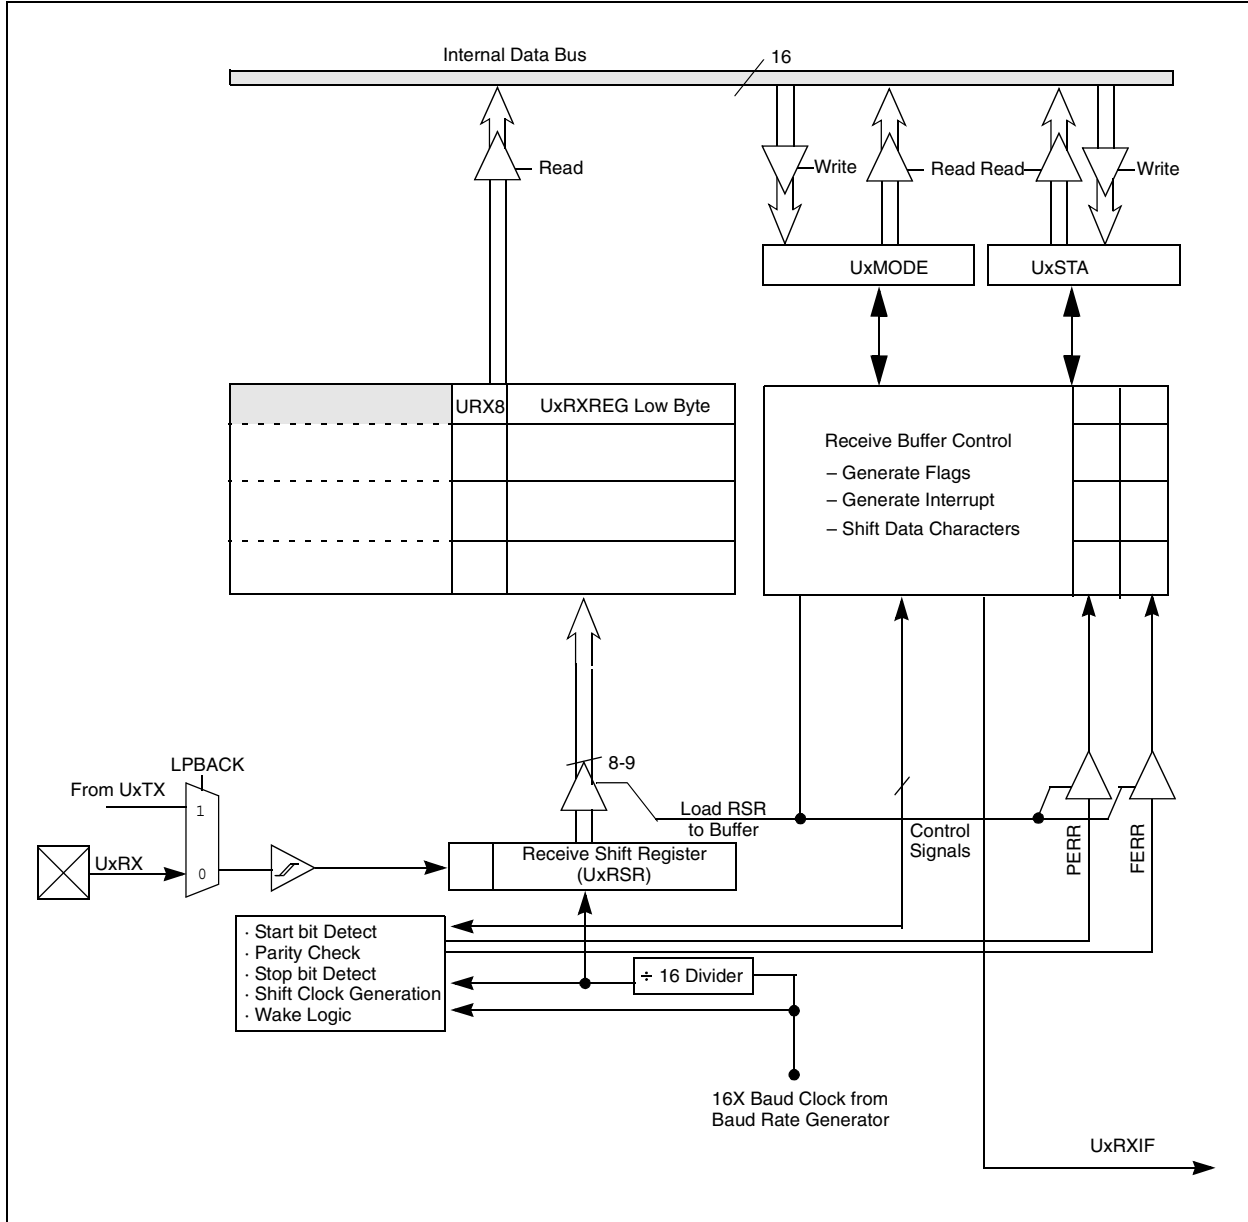 Internal Data Bus
16
Read
Write
Read Read
Write
UxMODE
UxSTA
URX8
UxRXREG Low Byte
Receive Buffer Control
– Generate Flags
– Generate Interrupt
– Shift Data Characters
LPBACK
From UxTX
1
UxRX
0
8-9
Load RSR
to Buffer
Control
Signals
PERR
FERR
Receive Shift Register
(UxRSR)
· Start bit Detect
· Parity Check
· Stop bit Detect
· Shift Clock Generation
· Wake Logic
÷ 16 Divider
16X Baud Clock from
Baud Rate Generator
UxRXIF